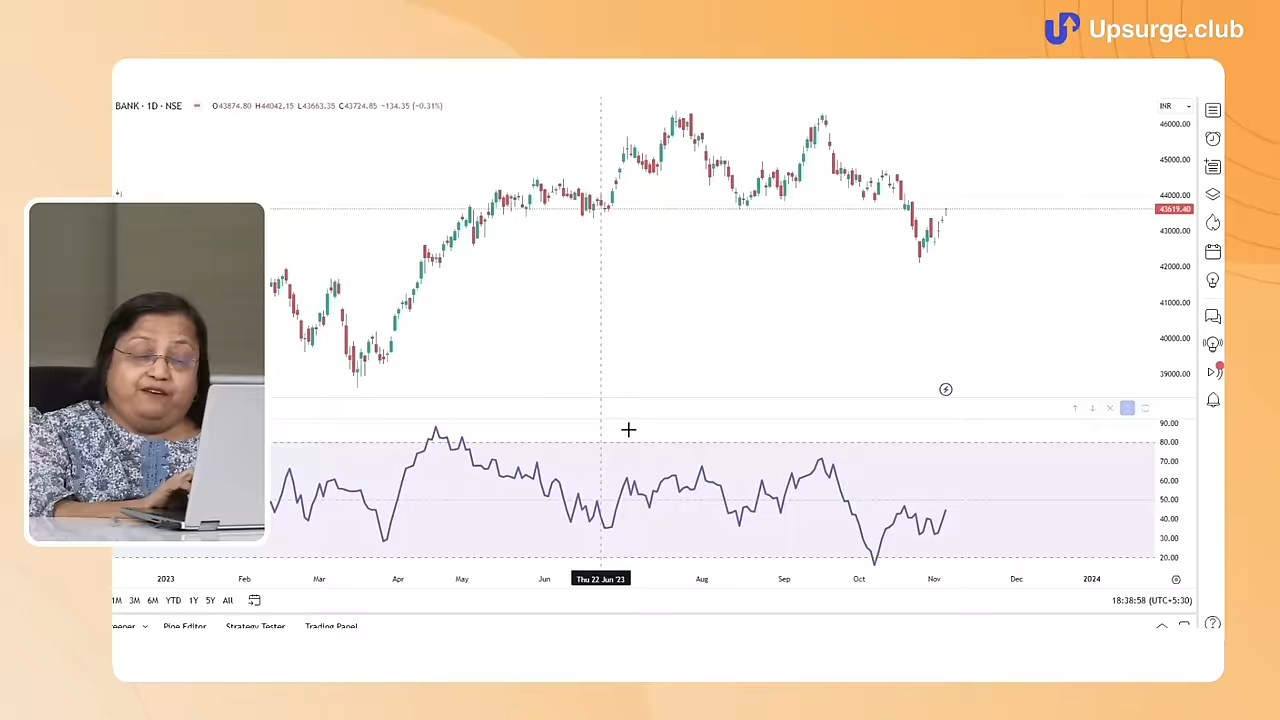 Upsurge.club
BANK · 1D · NSE
O43874.80 H44042.15 L43663.35 C43724.85 −134.35 (−0.31%)
INR
46000.00
45000.00
44000.00
43619.40
43000.00
42000.00
41000.00
40000.00
39000.00
90.00
80.00
70.00
60.00
50.00
40.00
30.00
20.00
2023 Feb Mar Apr May Jun Thu 22 Jun '23 Aug Sep Oct Nov Dec 2024
1M 3M 6M YTD 1Y 5Y All
18:38:58 (UTC+5:30)
eener Pine Editor Strategy Tester Trading Panel